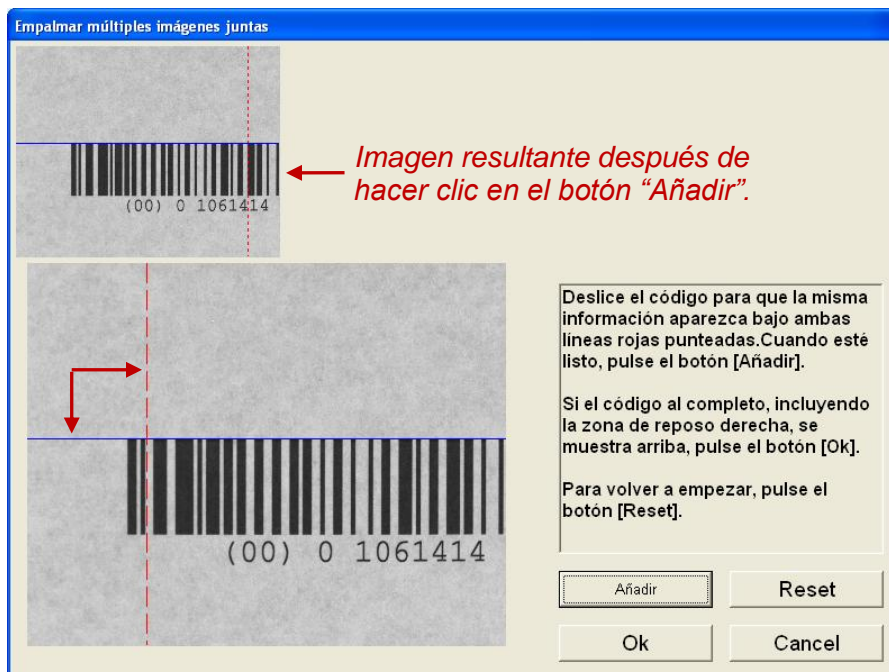 Empalmar múltiples imágenes juntas
(00) 0 1061414
Imagen resultante después de
hacer clic en el botón “Añadir”.
(00) 0 1061414
Deslice el código para que la misma
información aparezca bajo ambas
líneas rojas punteadas.Cuando esté
listo, pulse el botón [Añadir].
Si el código al completo, incluyendo
la zona de reposo derecha, se
muestra arriba, pulse el botón [Ok].
Para volver a empezar, pulse el
botón [Reset].
Añadir
Reset
Ok
Cancel